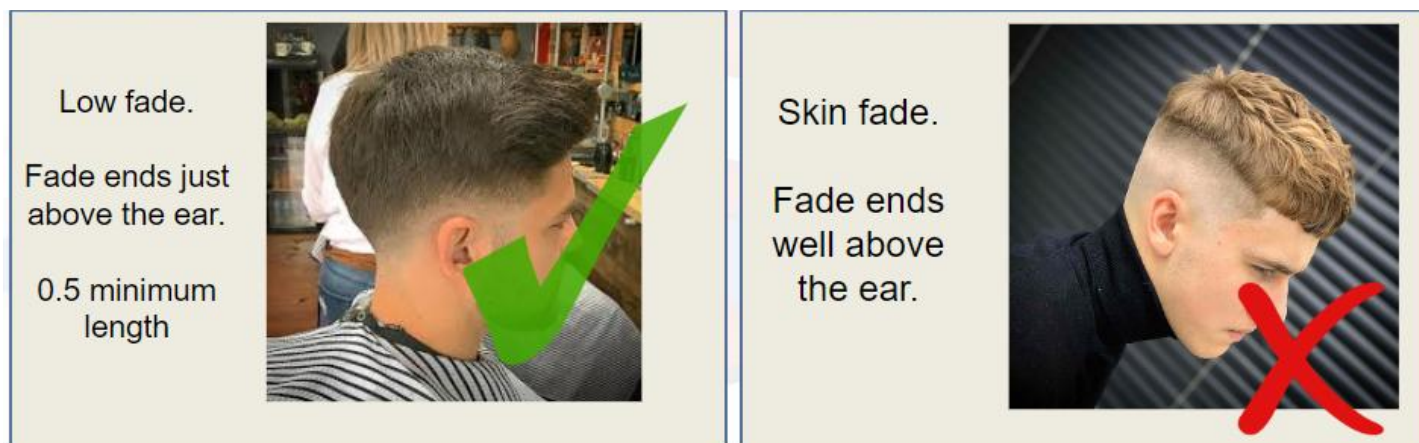 Low fade.
Fade ends just
above the ear.
0.5 minimum
length
Skin fade.
Fade ends
well above
the ear.